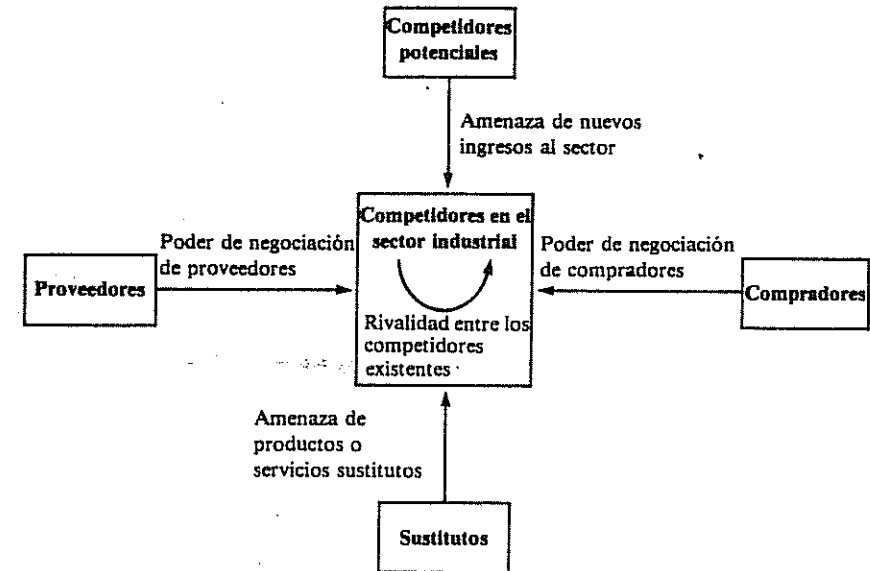 Competidores
potenciales
Amenaza de nuevos
ingresos al sector
Competidores en el
sector industrial
Poder de negociación
de proveedores
Poder de negociación
de compradores
Proveedores
Compradores
Rivalidad entre los
competidores
existentes
Amenaza de
productos o
servicios sustitutos
Sustitutos